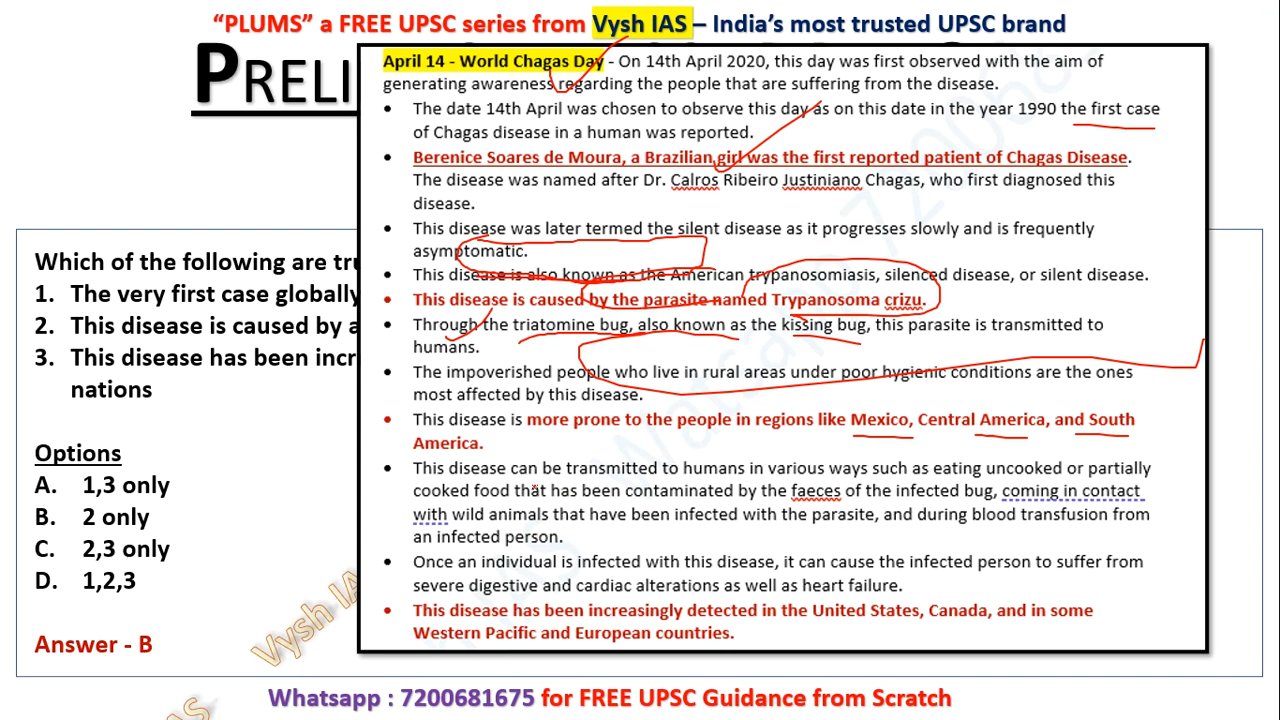 “PLUMS” a FREE UPSC series from Vysh IAS – India’s most trusted UPSC brand
PRELI
April 14 - World Chagas Day - On 14th April 2020, this day was first observed with the aim of
generating awareness regarding the people that are suffering from the disease.
• The date 14th April was chosen to observe this day as on this date in the year 1990 the first case
of Chagas disease in a human was reported.
• Berenice Soares de Moura, a Brazilian girl was the first reported patient of Chagas Disease.
The disease was named after Dr. Calros Ribeiro Justiniano Chagas, who first diagnosed this
disease.
• This disease was later termed the silent disease as it progresses slowly and is frequently
asymptomatic.
• This disease is also known as the American trypanosomiasis, silenced disease, or silent disease.
• This disease is caused by the parasite named Trypanosoma crizu.
• Through the triatomine bug, also known as the kissing bug, this parasite is transmitted to
humans.
• The impoverished people who live in rural areas under poor hygienic conditions are the ones
most affected by this disease.
• This disease is more prone to the people in regions like Mexico, Central America, and South
America.
• This disease can be transmitted to humans in various ways such as eating uncooked or partially
cooked food that has been contaminated by the faeces of the infected bug, coming in contact
with wild animals that have been infected with the parasite, and during blood transfusion from
an infected person.
• Once an individual is infected with this disease, it can cause the infected person to suffer from
severe digestive and cardiac alterations as well as heart failure.
• This disease has been increasingly detected in the United States, Canada, and in some
Western Pacific and European countries.
Which of the following are tru
1. The very first case globally
2. This disease is caused by a
3. This disease has been incr
nations
Options
A. 1,3 only
B. 2 only
C. 2,3 only
D. 1,2,3
Answer - B
Vysh IA
Whatsapp : 7200681675 for FREE UPSC Guidance from Scratch